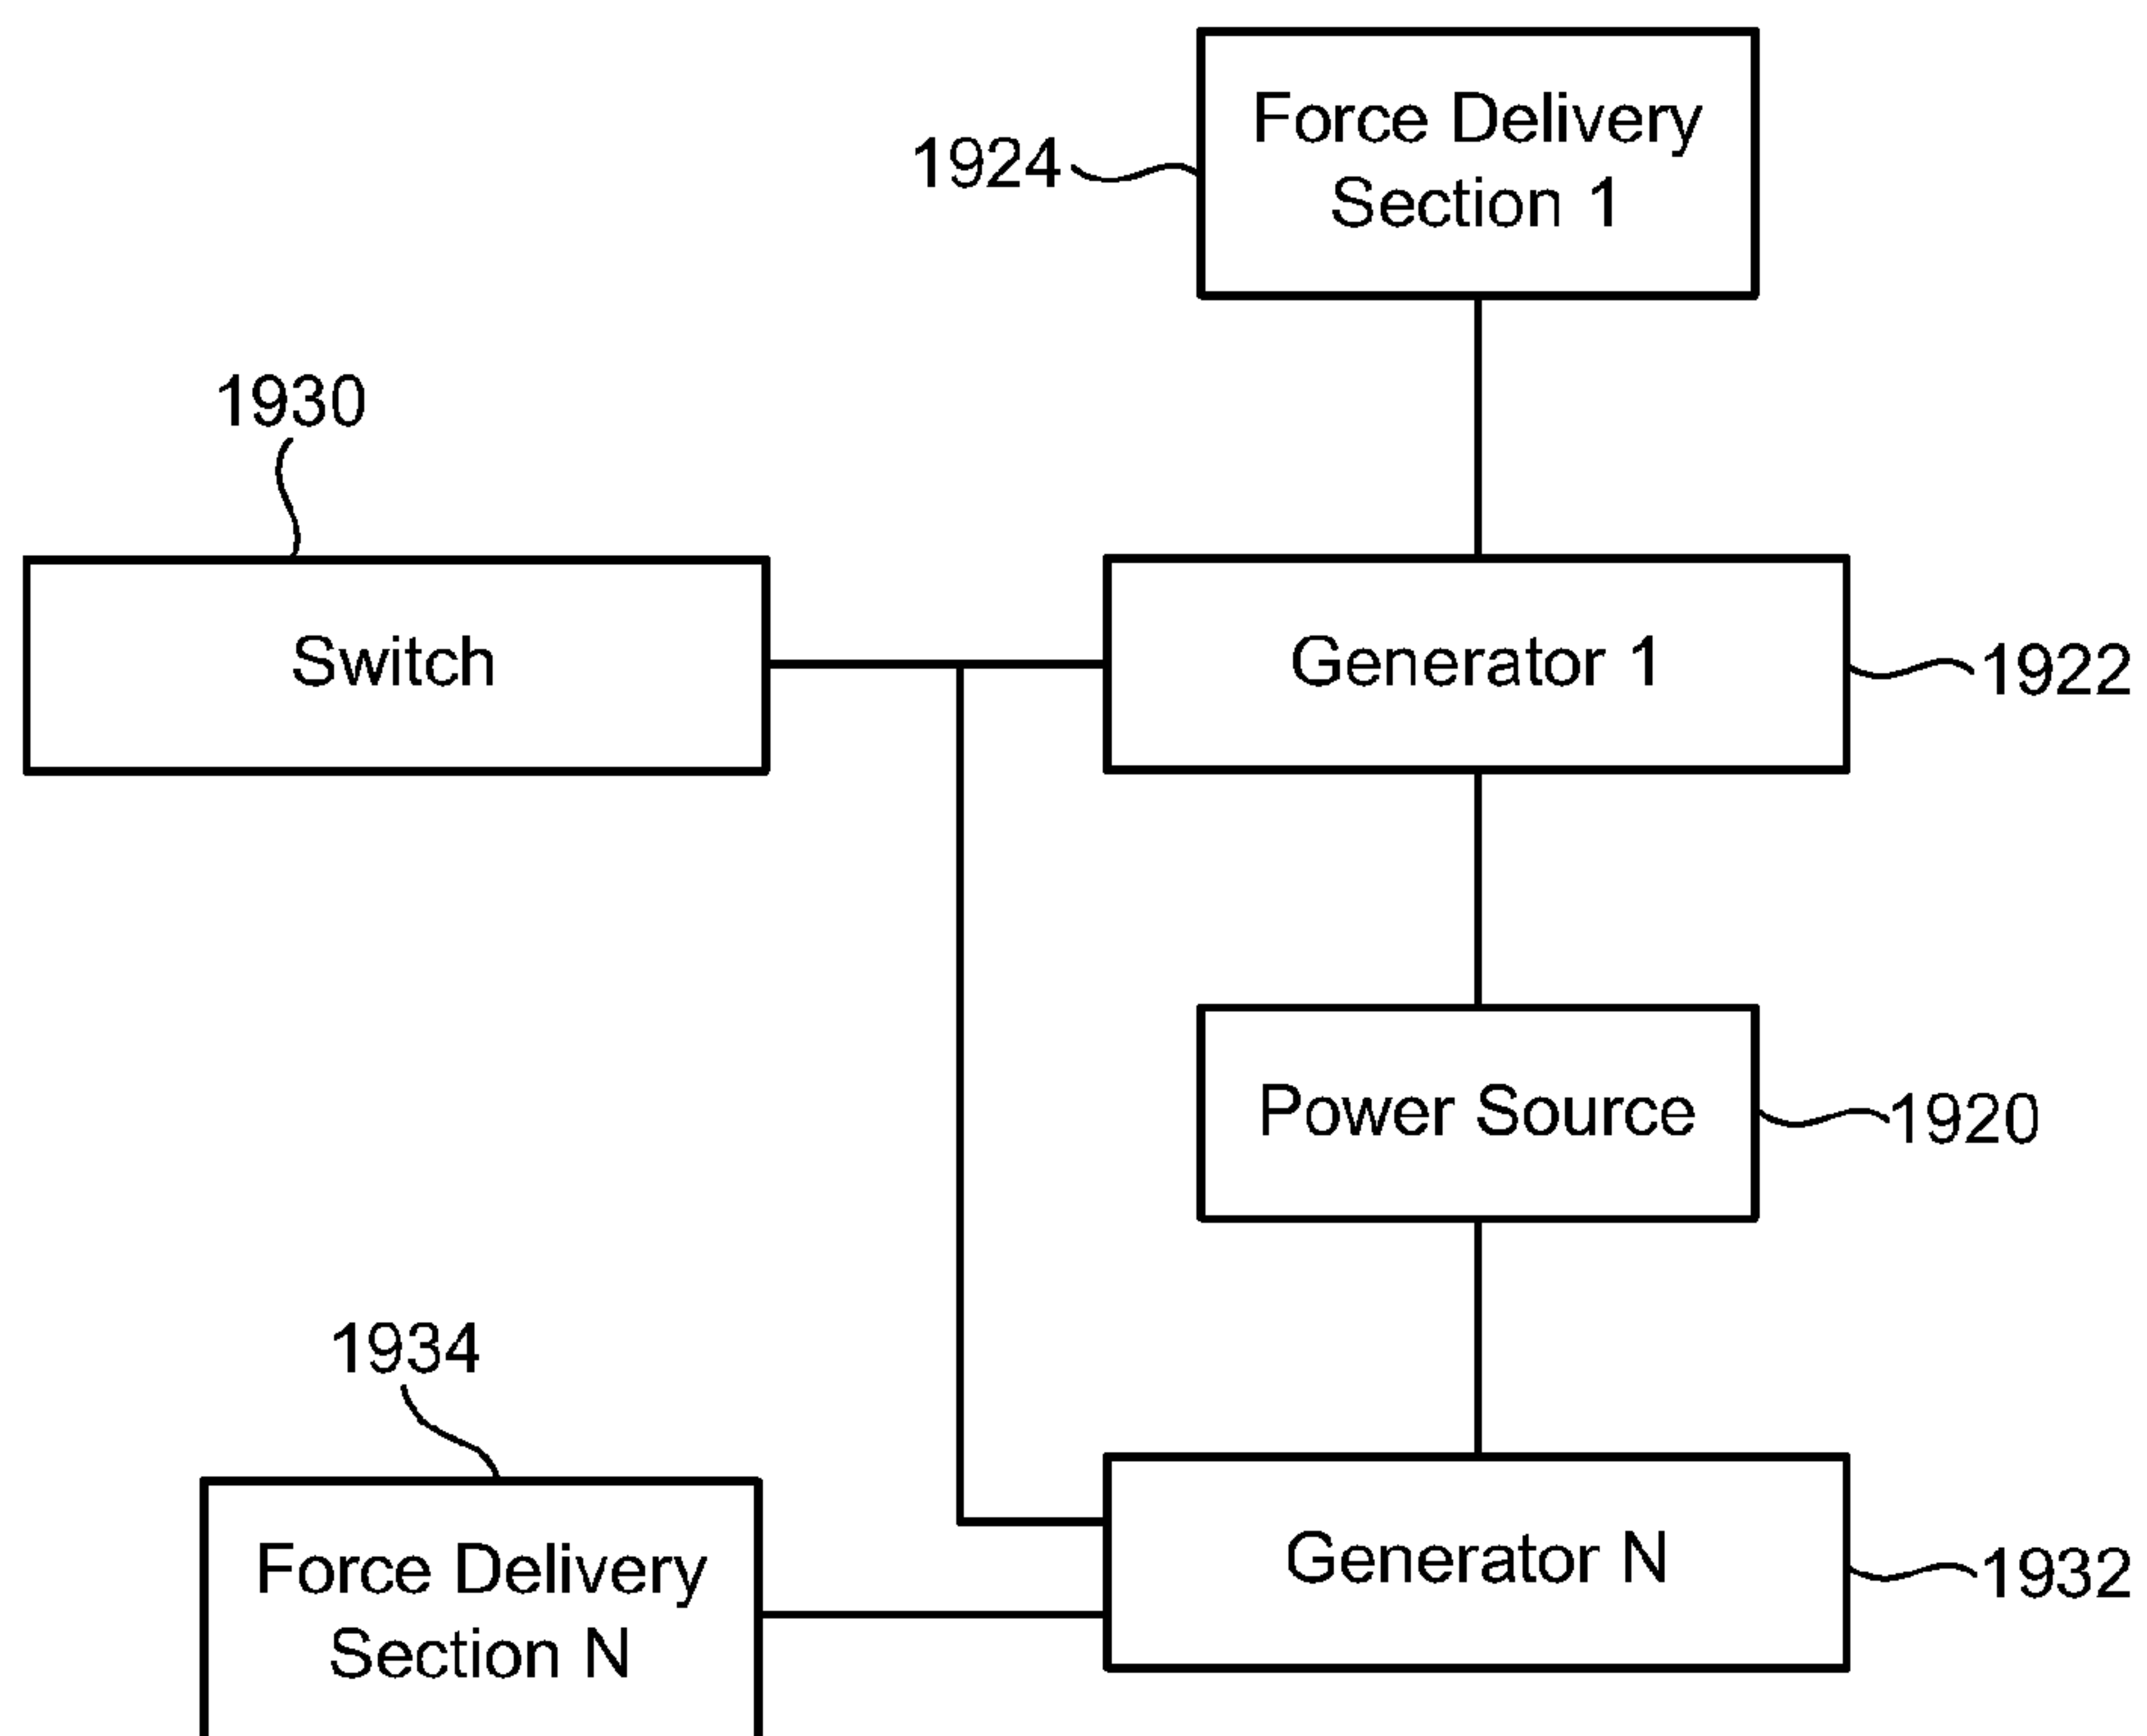 Force Delivery
Section 1
1924
1930
Switch
Generator 1
1922
Power Source
1920
1934
Force Delivery
Section N
Generator N
1932